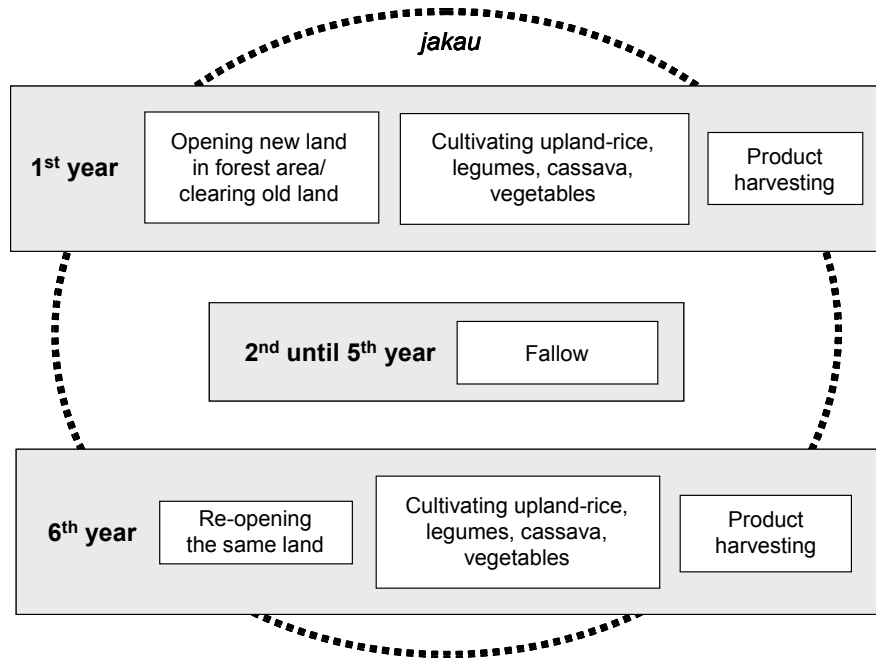 jakau
1st year
Opening new land
in forest area/
clearing old land
Cultivating upland-rice,
legumes, cassava,
vegetables
Product
harvesting
2nd until 5th year
Fallow
6th year
Re-opening
the same land
Cultivating upland-rice,
legumes, cassava,
vegetables
Product
harvesting